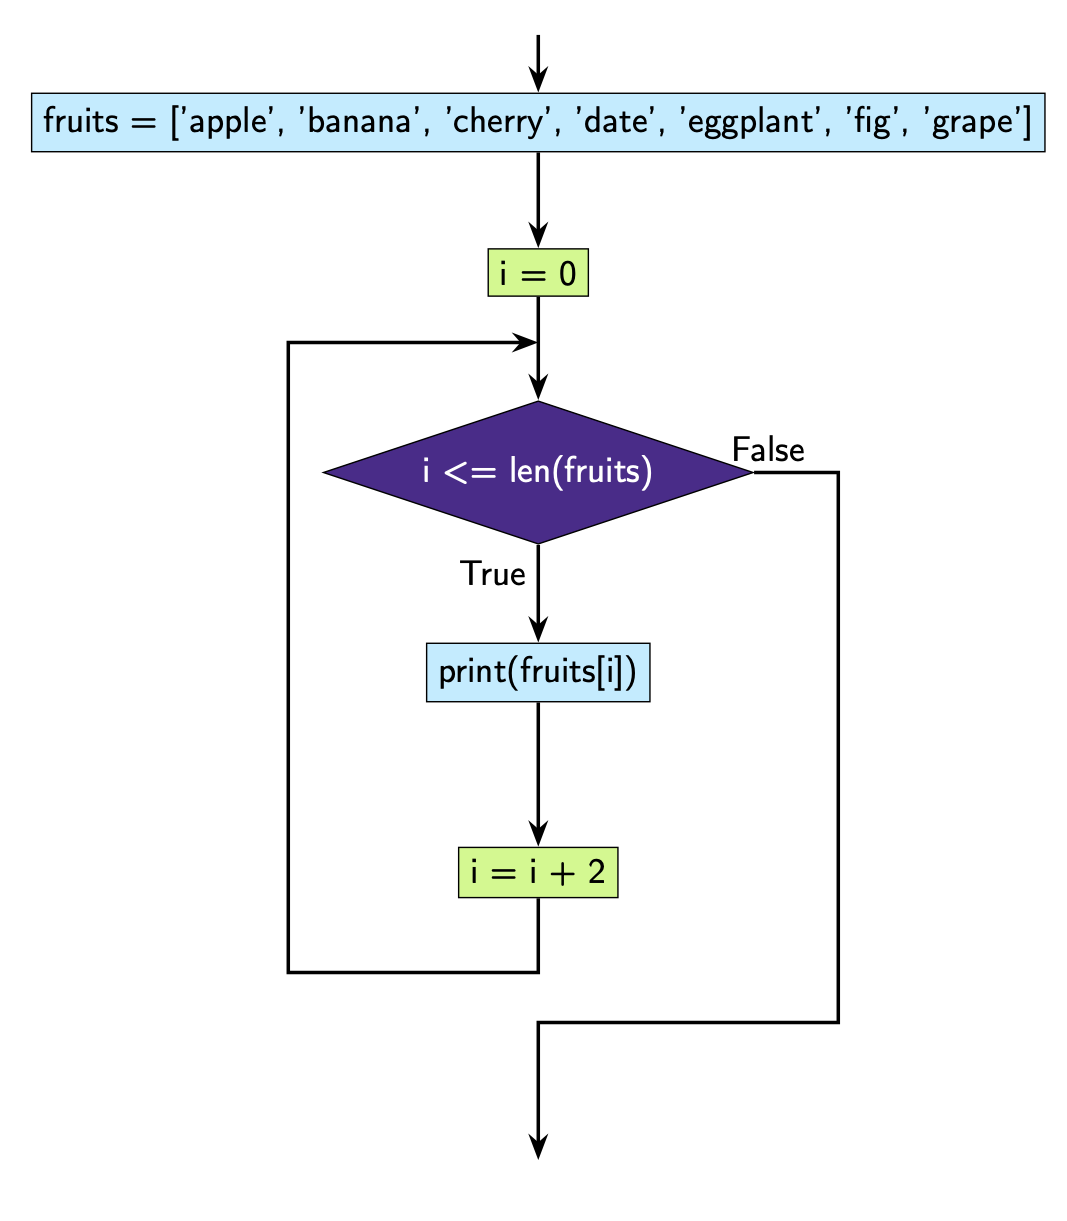 fruits = ['apple', 'banana', 'cherry', 'date', 'eggplant', 'fig', 'grape']
i = 0
i <= len(fruits)
False
True
print(fruits[i])
i = i + 2